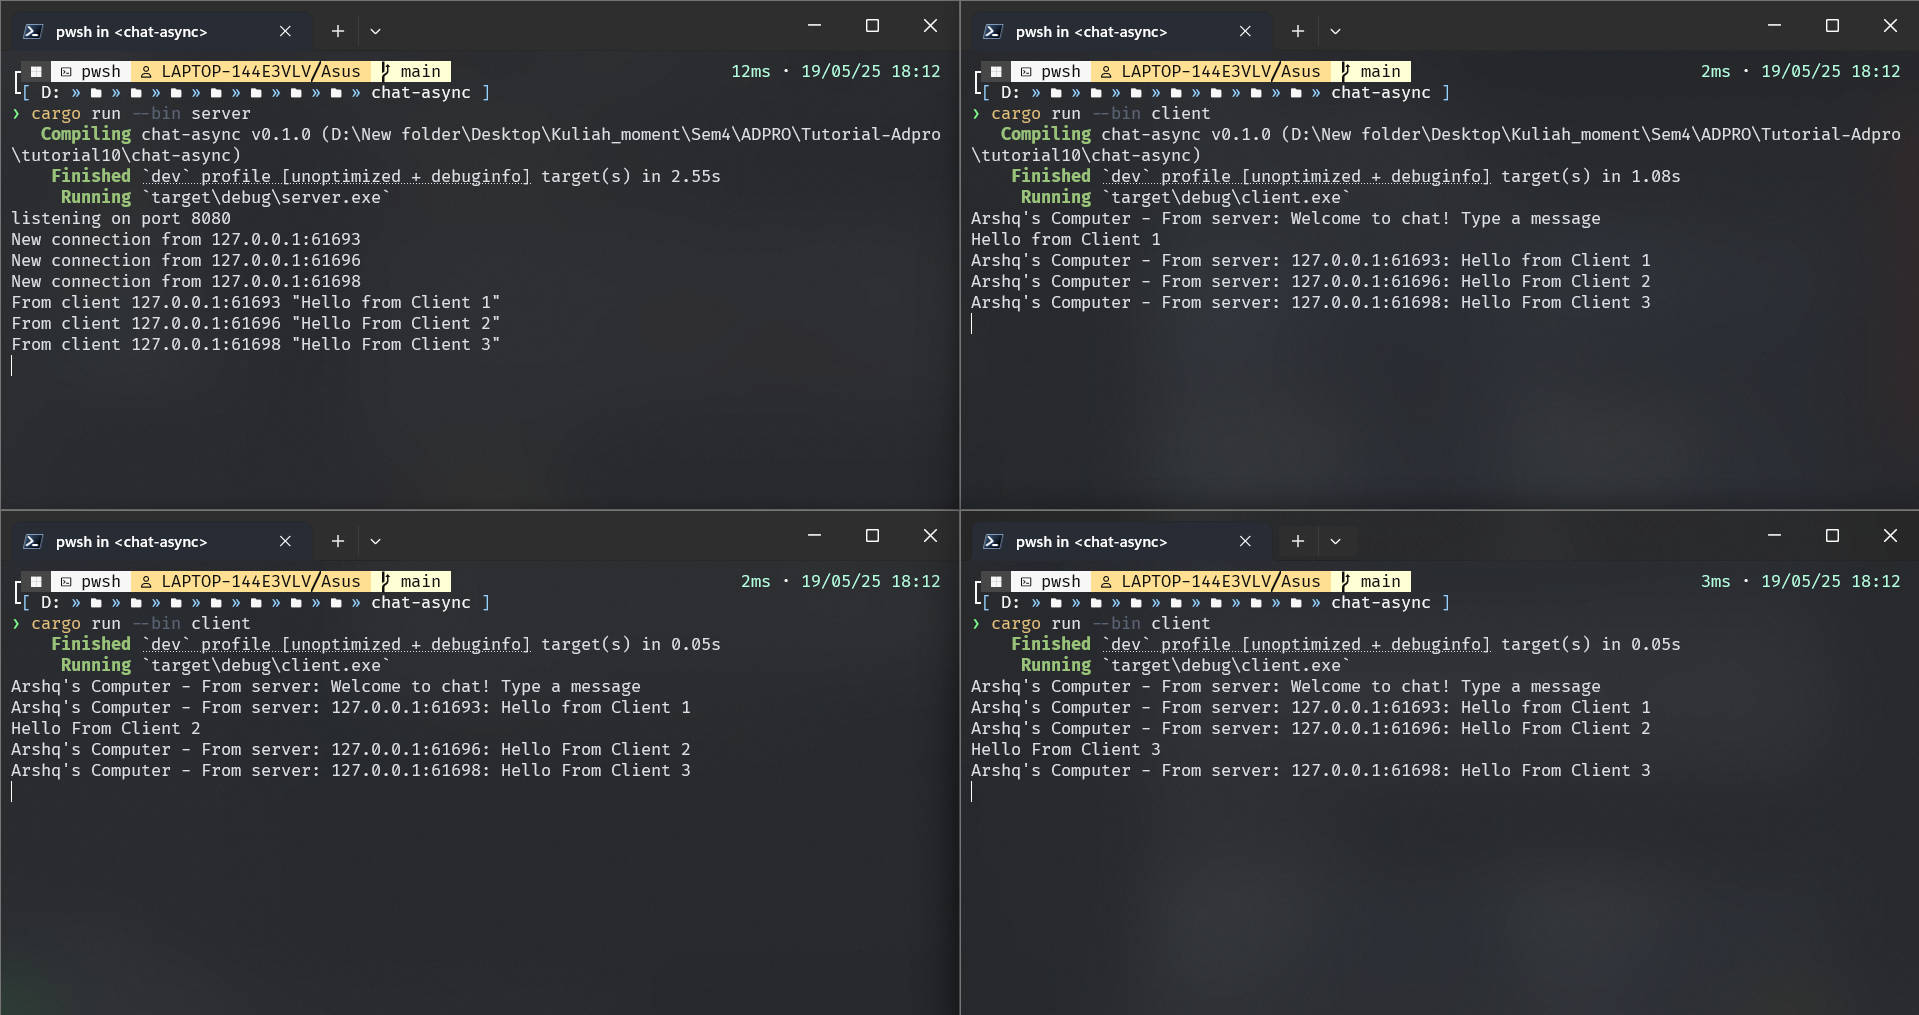 pwsh in <chat-async>
pwsh LAPTOP-144E3VLV/Asus main 12ms · 19/05/25 18:12
[ D: » » » » » » » » chat-async ]
❯ cargo run --bin server
Compiling chat-async v0.1.0 (D:\New folder\Desktop\Kuliah_moment\Sem4\ADPRO\Tutorial-Adpro
\tutorial10\chat-async)
Finished `dev` profile [unoptimized + debuginfo] target(s) in 2.55s
Running `target\debug\server.exe`
listening on port 8080
New connection from 127.0.0.1:61693
New connection from 127.0.0.1:61696
New connection from 127.0.0.1:61698
From client 127.0.0.1:61693 "Hello from Client 1"
From client 127.0.0.1:61696 "Hello From Client 2"
From client 127.0.0.1:61698 "Hello From Client 3"
pwsh in <chat-async>
pwsh LAPTOP-144E3VLV/Asus main 2ms · 19/05/25 18:12
[ D: » » » » » » » » chat-async ]
❯ cargo run --bin client
Compiling chat-async v0.1.0 (D:\New folder\Desktop\Kuliah_moment\Sem4\ADPRO\Tutorial-Adpro
\tutorial10\chat-async)
Finished `dev` profile [unoptimized + debuginfo] target(s) in 1.08s
Running `target\debug\client.exe`
Arshq's Computer - From server: Welcome to chat! Type a message
Hello from Client 1
Arshq's Computer - From server: 127.0.0.1:61693: Hello from Client 1
Arshq's Computer - From server: 127.0.0.1:61696: Hello From Client 2
Arshq's Computer - From server: 127.0.0.1:61698: Hello From Client 3
pwsh in <chat-async>
pwsh LAPTOP-144E3VLV/Asus main 2ms · 19/05/25 18:12
[ D: » » » » » » » » chat-async ]
❯ cargo run --bin client
Finished `dev` profile [unoptimized + debuginfo] target(s) in 0.05s
Running `target\debug\client.exe`
Arshq's Computer - From server: Welcome to chat! Type a message
Arshq's Computer - From server: 127.0.0.1:61693: Hello from Client 1
Hello From Client 2
Arshq's Computer - From server: 127.0.0.1:61696: Hello From Client 2
Arshq's Computer - From server: 127.0.0.1:61698: Hello From Client 3
pwsh in <chat-async>
pwsh LAPTOP-144E3VLV/Asus main 3ms · 19/05/25 18:12
[ D: » » » » » » » » chat-async ]
❯ cargo run --bin client
Finished `dev` profile [unoptimized + debuginfo] target(s) in 0.05s
Running `target\debug\client.exe`
Arshq's Computer - From server: Welcome to chat! Type a message
Arshq's Computer - From server: 127.0.0.1:61693: Hello from Client 1
Arshq's Computer - From server: 127.0.0.1:61696: Hello From Client 2
Hello From Client 3
Arshq's Computer - From server: 127.0.0.1:61698: Hello From Client 3